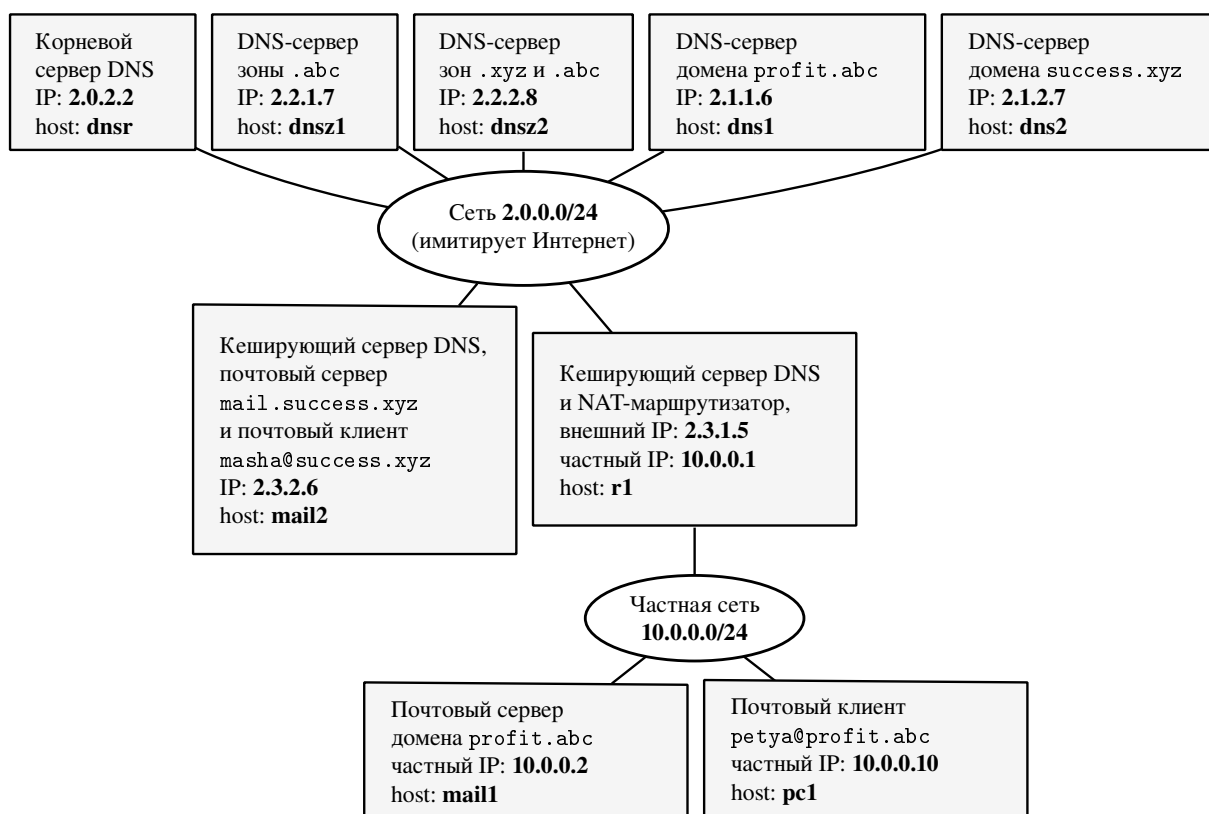 Корневой
сервер DNS
IP: 2.0.2.2
host: dnsr
DNS-сервер
зоны .abc
IP: 2.2.1.7
host: dnsz1
DNS-сервер
зон .xyz и .abc
IP: 2.2.2.8
host: dnsz2
DNS-сервер
домена profit.abc
IP: 2.1.1.6
host: dns1
DNS-сервер
домена success.xyz
IP: 2.1.2.7
host: dns2
Сеть 2.0.0.0/24
(имитирует Интернет)
Кеширующий сервер DNS,
почтовый сервер
mail.success.xyz
и почтовый клиент
masha@success.xyz
IP: 2.3.2.6
host: mail2
Кеширующий сервер DNS
и NAT-маршрутизатор,
внешний IP: 2.3.1.5
частный IP: 10.0.0.1
host: r1
Частная сеть
10.0.0.0/24
Почтовый сервер
домена profit.abc
частный IP: 10.0.0.2
host: mail1
Почтовый клиент
petya@profit.abc
частный IP: 10.0.0.10
host: pc1